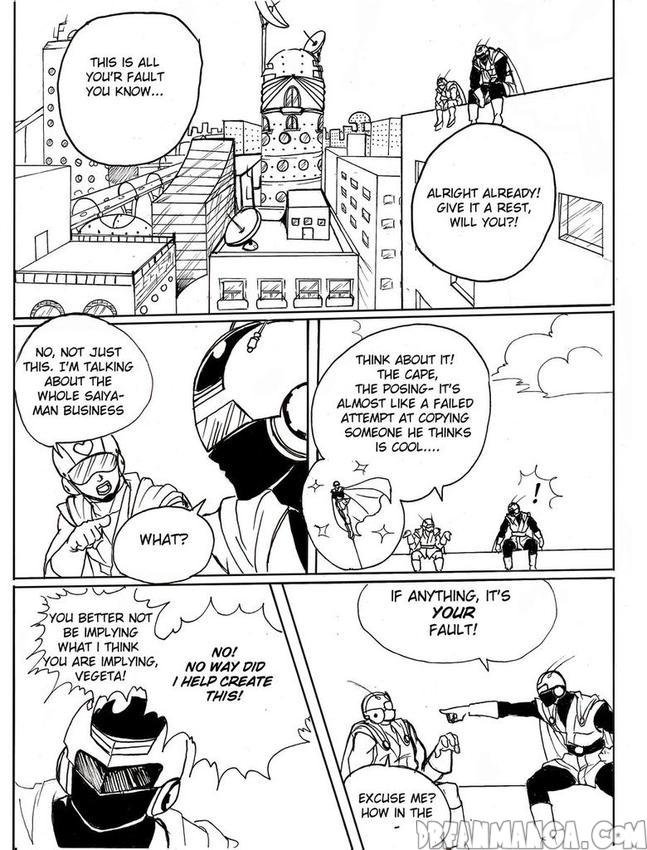 THIS IS ALL
YOU'R FAULT
YOU KNOW...
ALRIGHT ALREADY!
GIVE IT A REST,
WILL YOU?!
NO, NOT JUST
THIS. I'M TALKING
ABOUT THE
WHOLE SAIYA-
MAN BUSINESS
WHAT?
THINK ABOUT IT!
THE CAPE,
THE POSING- IT'S
ALMOST LIKE A FAILED
ATTEMPT AT COPYING
SOMEONE HE THINKS
IS COOL....
!
YOU BETTER NOT
BE IMPLYING
WHAT I THINK
YOU ARE IMPLYING,
VEGETA!
NO!
NO WAY DID
I HELP CREATE
THIS!
IF ANYTHING, IT'S
YOUR
FAULT!
EXCUSE ME?
HOW IN THE
-
DREAMMANGA.COM